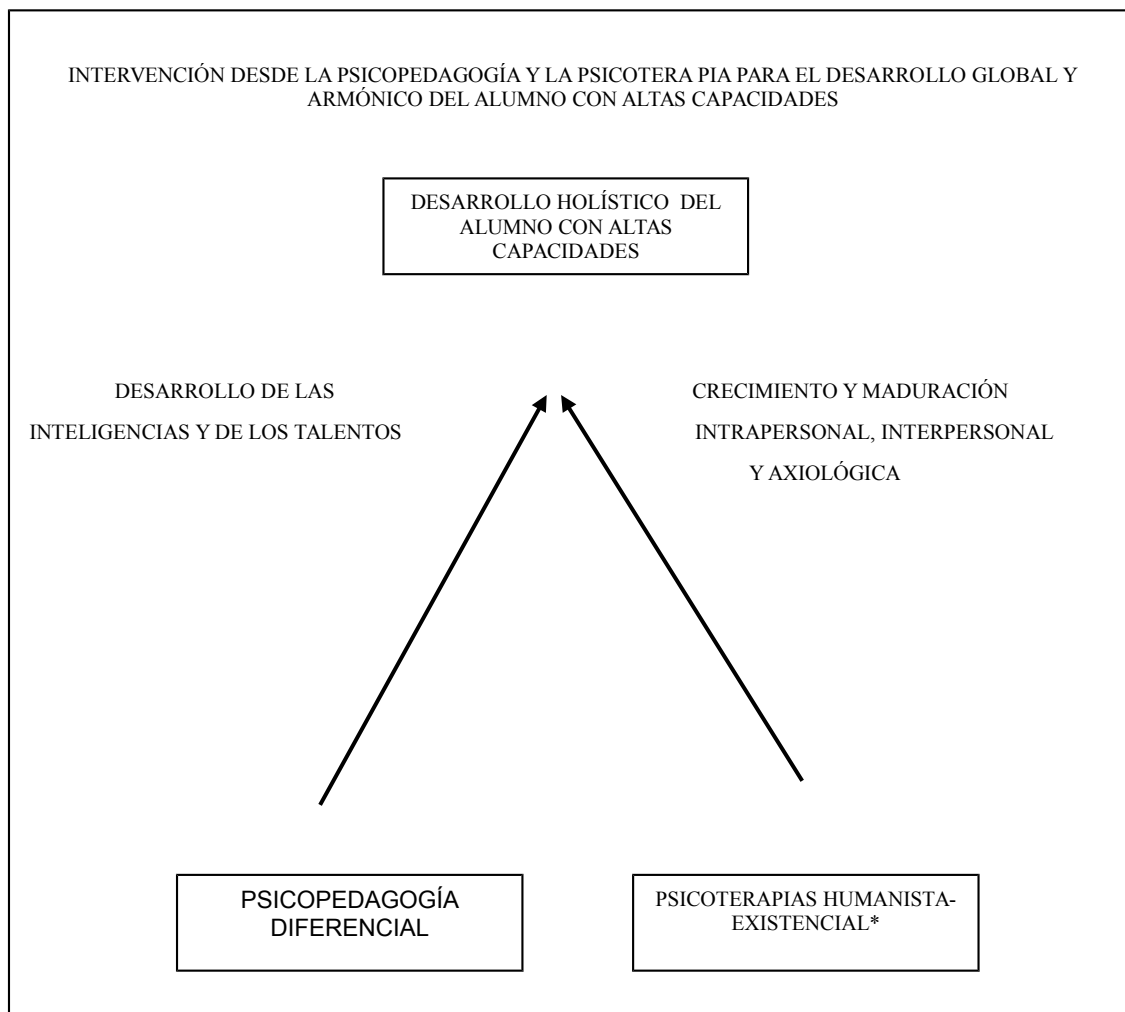 INTERVENCIÓN DESDE LA PSICOPEDAGOGÍA Y LA PSICOTERA PIA PARA EL DESARROLLO GLOBAL Y
ARMÓNICO DEL ALUMNO CON ALTAS CAPACIDADES
DESARROLLO HOLÍSTICO DEL
ALUMNO CON ALTAS
CAPACIDADES
DESARROLLO DE LAS
INTELIGENCIAS Y DE LOS TALENTOS
CRECIMIENTO Y MADURACIÓN
INTRAPERSONAL, INTERPERSONAL
Y AXIOLÓGICA
PSICOPEDAGOGÍA
DIFERENCIAL
PSICOTERAPIAS HUMANISTA-
EXISTENCIAL*